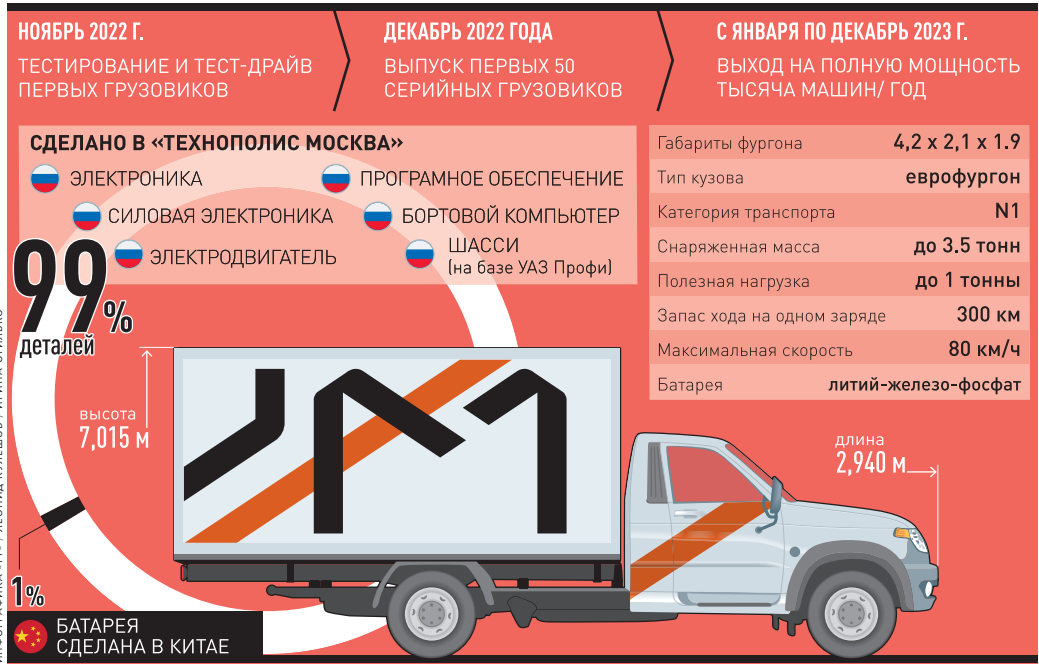 НОЯБРЬ 2022 Г.
ТЕСТИРОВАНИЕ И ТЕСТ-ДРАЙВ
ПЕРВЫХ ГРУЗОВИКОВ
ДЕКАБРЬ 2022 ГОДА
ВЫПУСК ПЕРВЫХ 50
СЕРИЙНЫХ ГРУЗОВИКОВ
С ЯНВАРЯ ПО ДЕКАБРЬ 2023 Г.
ВЫХОД НА ПОЛНУЮ МОЩНОСТЬ
ТЫСЯЧА МАШИН/ ГОД
СДЕЛАНО В «ТЕХНОПОЛИС МОСКВА»
ЭЛЕКТРОНИКА
ПРОГРАМНОЕ ОБЕСПЕЧЕНИЕ
СИЛОВАЯ ЭЛЕКТРОНИКА
БОРТОВОЙ КОМПЬЮТЕР
ЭЛЕКТРОДВИГАТЕЛЬ
ШАССИ
(на базе УАЗ Профи)
99%
деталей
Габариты фургона 4,2 х 2,1 х 1.9
Тип кузова еврофургон
Категория транспорта N1
Снаряженная масса до 3.5 тонн
Полезная нагрузка до 1 тонны
Запас хода на одном заряде 300 км
Максимальная скорость 80 км/ч
Батарея литий-железо-фосфат
высота
7,015 м
длина
2,940 м
1%
БАТАРЕЯ
СДЕЛАНА В КИТАЕ